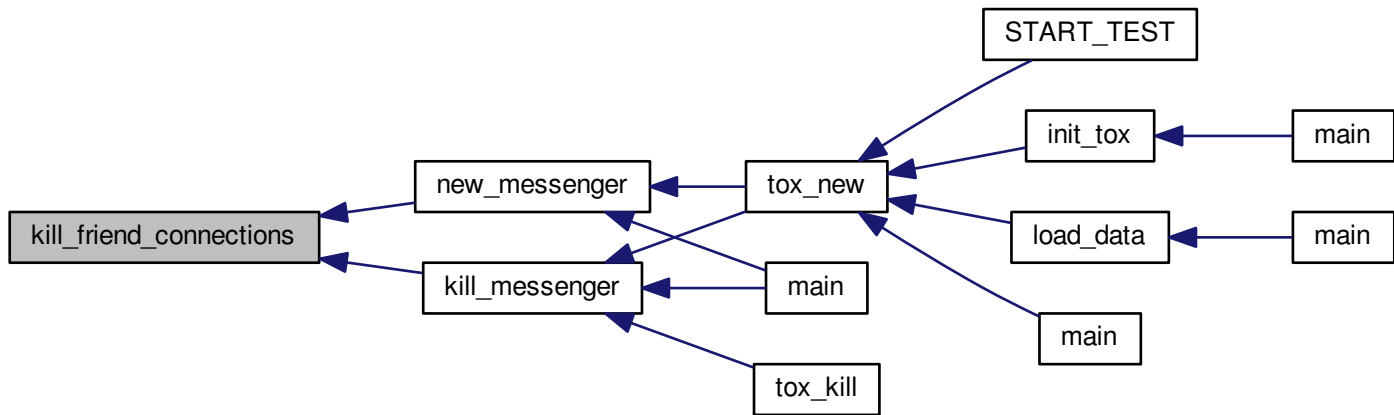 START_TEST
init_tox
main
new_messenger
tox_new
kill_friend_connections
load_data
main
kill_messenger
main
main
tox_kill